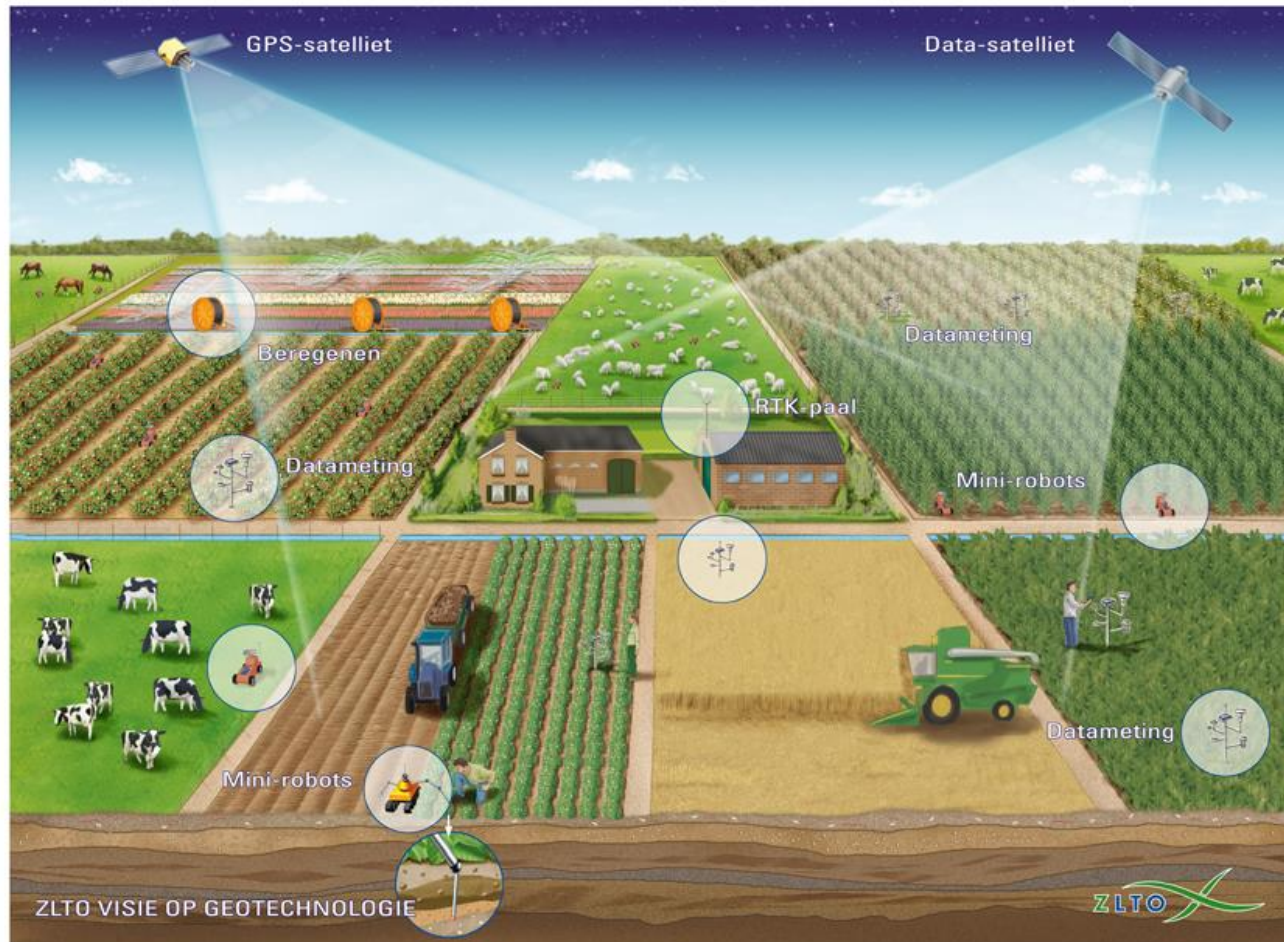 GPS-satelliet
Data-satelliet
Beregenen
Datameting
RTK-paal
Datameting
Mini-robots
Datameting
Mini-robots
ZLTO VISIE OP GEOTECHNOLOGIE
ZLTO